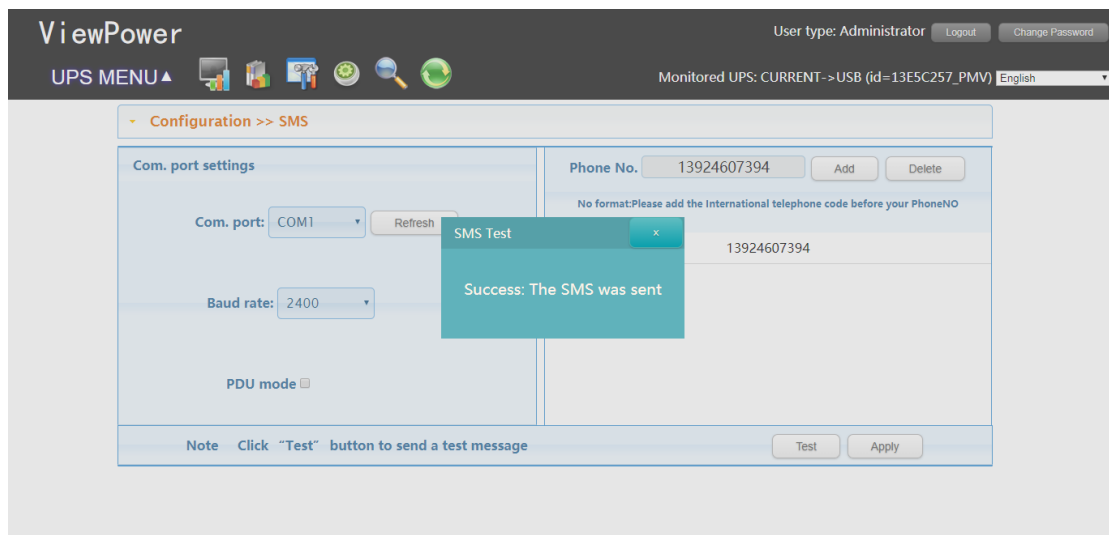 ViewPower
User type: Administrator Logout Change Password
UPS MENU▲
Monitored UPS: CURRENT->USB (id=13E5C257_PMV) English
Configuration >> SMS
Com. port settings
Phone No. 13924607394 Add Delete
No format:Please add the International telephone code before your PhoneNO
Com. port: COM1 Refresh
SMS Test x
13924607394
Success: The SMS was sent
Baud rate: 2400
PDU mode
Note Click “Test” button to send a test message
Test Apply